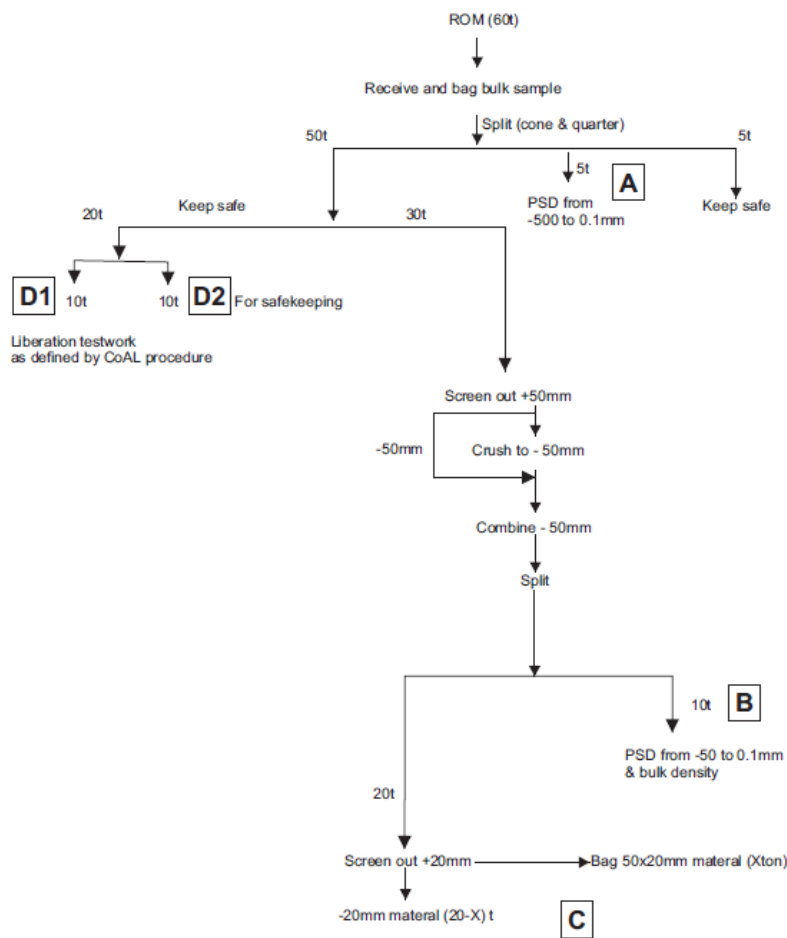 ROM (60t)
Receive and bag bulk sample
Split (cone & quarter)
50t
5t
5t
A
PSD from
-500 to 0.1mm
Keep safe
Keep safe
20t
30t
D1
10t
10t
D2
For safekeeping
Liberation testwork
as defined by CoAL procedure
Screen out +50mm
-50mm
Crush to - 50mm
Combine - 50mm
Split
10t
B
PSD from -50 to 0.1mm
& bulk density
20t
Screen out +20mm
Bag 50x20mm materal (Xton)
-20mm materal (20-X) t
C